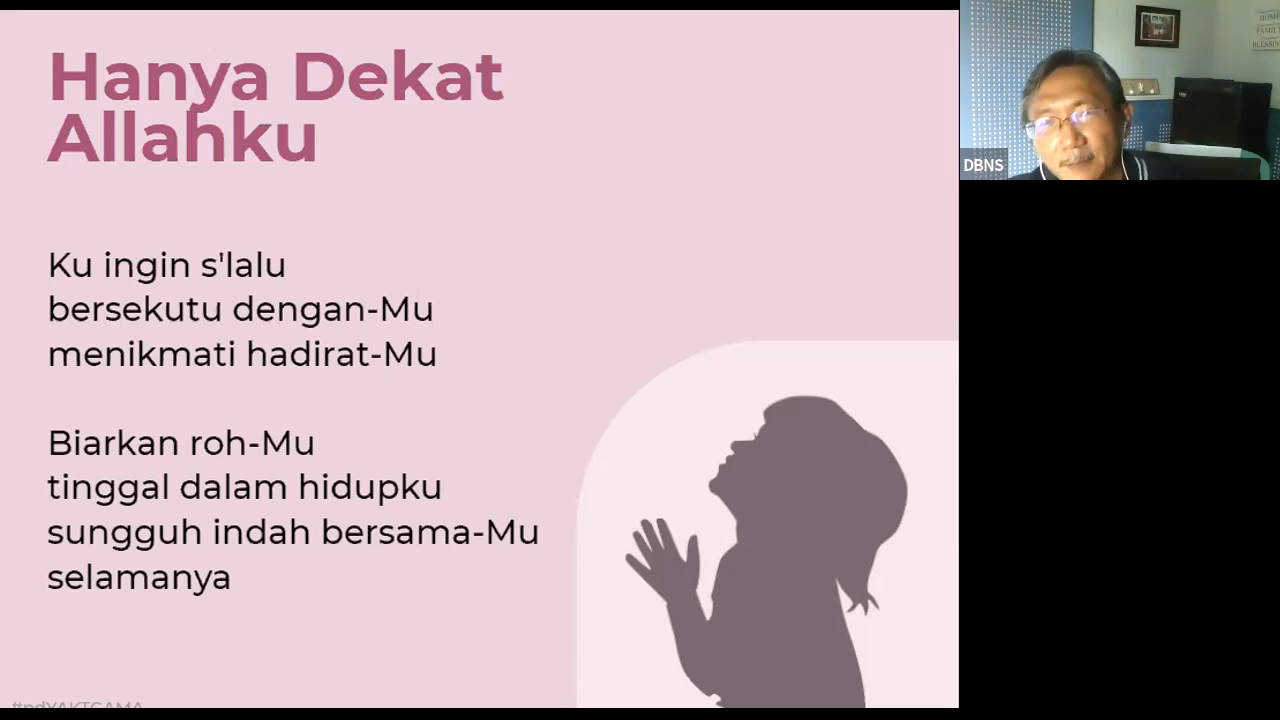 Hanya Dekat
Allahku
Ku ingin s'lalu
bersekutu dengan-Mu
menikmati hadirat-Mu
Biarkan roh-Mu
tinggal dalam hidupku
sungguh indah bersama-Mu
selamanya
DBNS
HOME